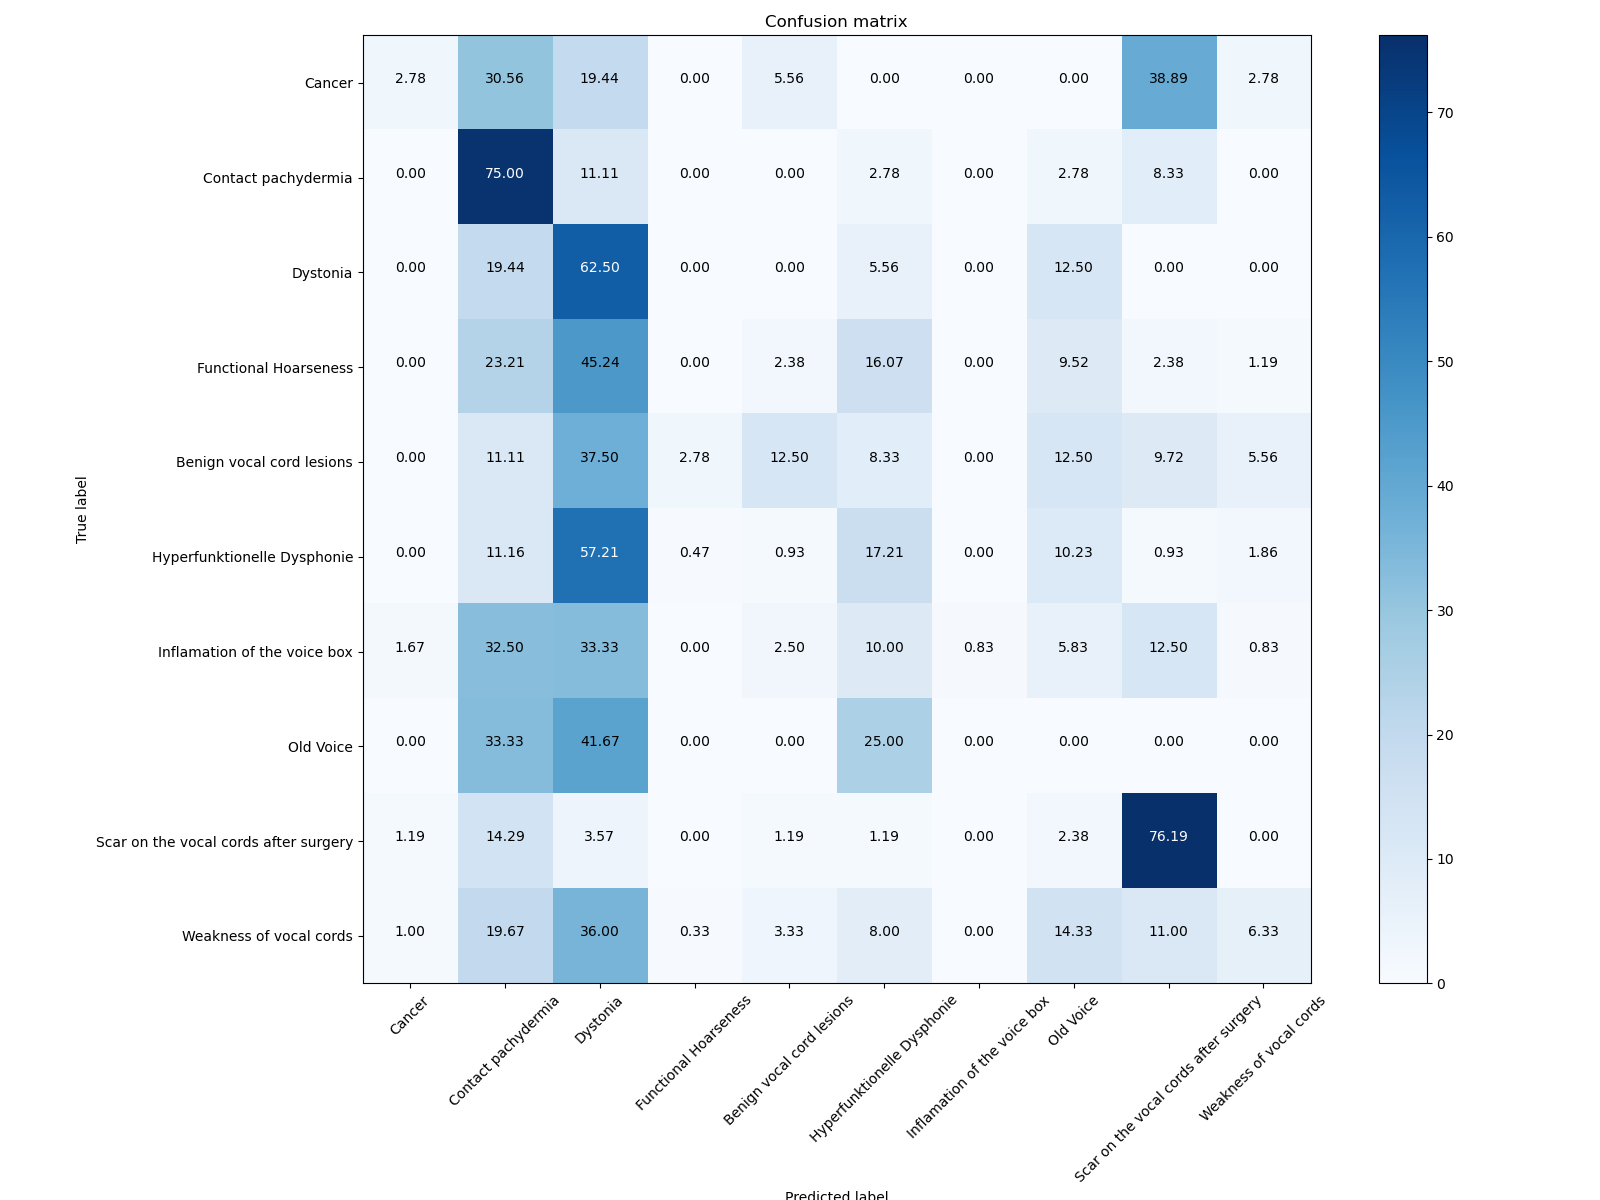 Confusion matrix
Cancer 2.78 30.56 19.44 0.00 5.56 0.00 0.00 0.00 38.89 2.78
Contact pachydermia 0.00 75.00 11.11 0.00 0.00 2.78 0.00 2.78 8.33 0.00
Dystonia 0.00 19.44 62.50 0.00 0.00 5.56 0.00 12.50 0.00 0.00
Functional Hoarseness 0.00 23.21 45.24 0.00 2.38 16.07 0.00 9.52 2.38 1.19
Benign vocal cord lesions 0.00 11.11 37.50 2.78 12.50 8.33 0.00 12.50 9.72 5.56
Hyperfunktionelle Dysphonie 0.00 11.16 57.21 0.47 0.93 17.21 0.00 10.23 0.93 1.86
Inflamation of the voice box 1.67 32.50 33.33 0.00 2.50 10.00 0.83 5.83 12.50 0.83
Old Voice 0.00 33.33 41.67 0.00 0.00 25.00 0.00 0.00 0.00 0.00
Scar on the vocal cords after surgery 1.19 14.29 3.57 0.00 1.19 1.19 0.00 2.38 76.19 0.00
Weakness of vocal cords 1.00 19.67 36.00 0.33 3.33 8.00 0.00 14.33 11.00 6.33
True label
Cancer
Contact pachydermia
Dystonia
Functional Hoarseness
Benign vocal cord lesions
Hyperfunktionelle Dysphonie
Inflamation of the voice box
Old Voice
Scar on the vocal cords after surgery
Weakness of vocal cords
Predicted label
70
60
50
40
30
20
10
0